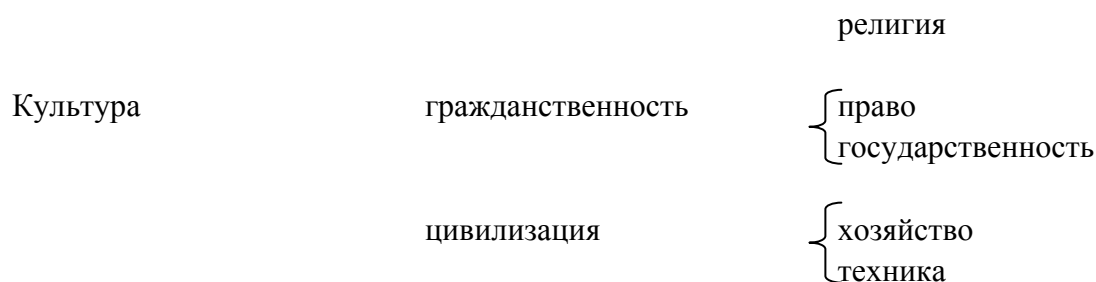 религия
Культура гражданственность право
государственность
цивилизация хозяйство
техника